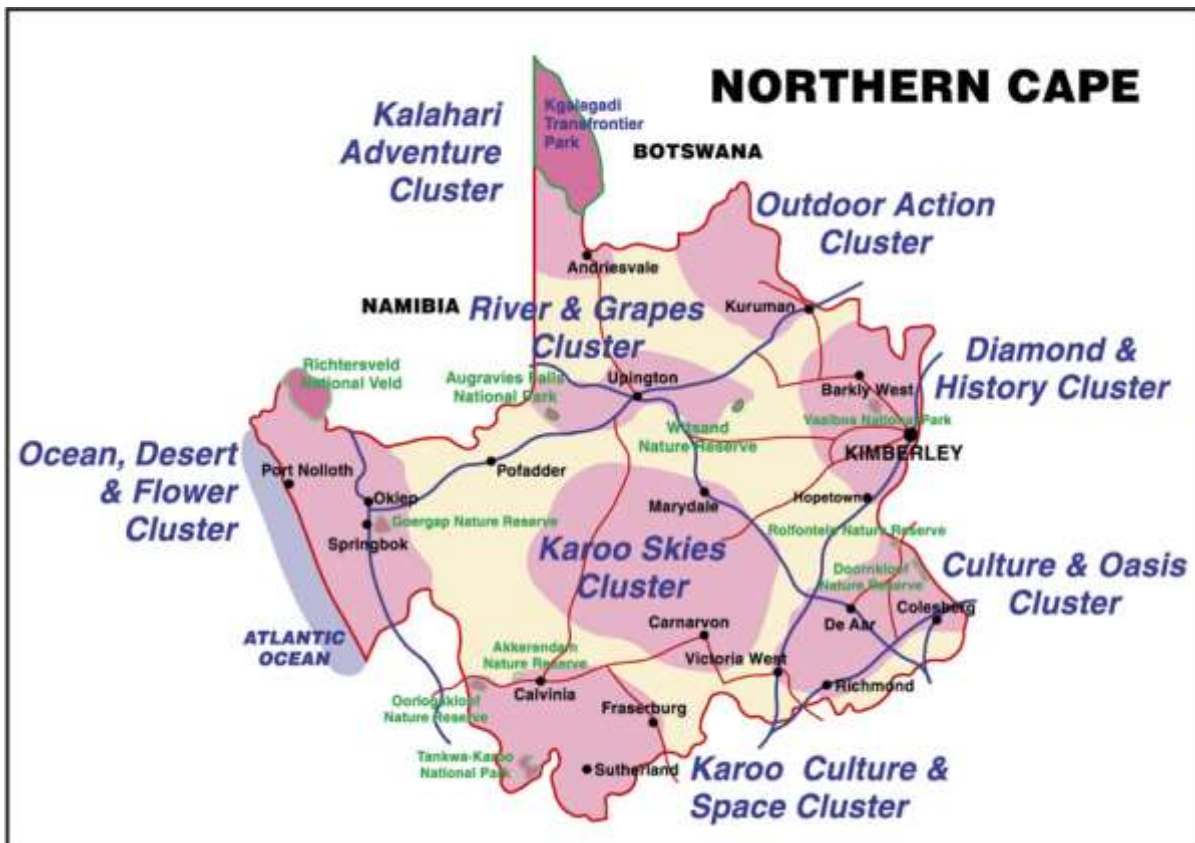 NORTHERN CAPE
Kalahari
Adventure
Cluster
Kgalagadi
Transfrontier
Park
BOTSWANA
Outdoor Action
Cluster
Andriesvale
NAMIBIA
River & Grapes
Cluster
Kuruman
Richtersveld
National Veld
Augravies Falls
National Park
Upington
Barkly West
Diamond &
History Cluster
Vaalbos National Park
Witsand
Nature Reserve
KIMBERLEY
Ocean, Desert
& Flower
Cluster
Port Nolloth
Pofadder
Okiep
Marydale
Hopetown
Goergap Nature Reserve
Springbok
Rolfontein Nature Reserve
Karoo Skies
Cluster
Doornkloof
Nature Reserve
Culture & Oasis
Cluster
Colesberg
De Aar
Carnarvon
ATLANTIC
OCEAN
Akkerendam
Nature Reserve
Victoria West
Calvinia
Richmond
Oorlogskloof
Nature Reserve
Fraserburg
Tankwa-Karoo
National Park
Sutherland
Karoo Culture &
Space Cluster